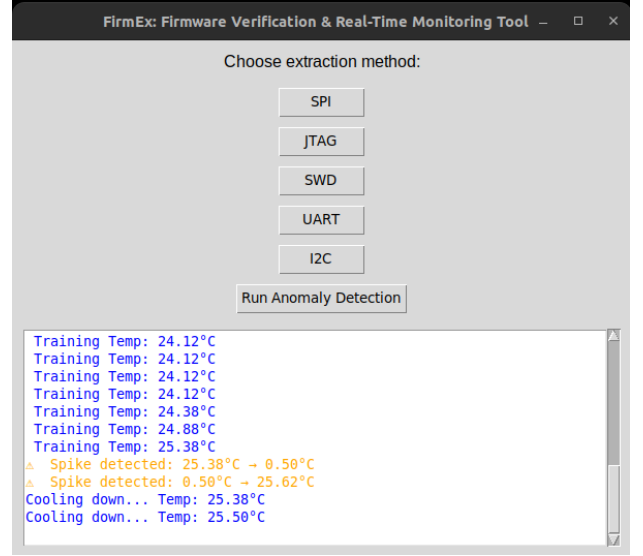 FirmEx: Firmware Verification & Real-Time Monitoring Tool
Choose extraction method:
SPI
JTAG
SWD
UART
I2C
Run Anomaly Detection
Training Temp: 24.12°C
Training Temp: 24.12°C
Training Temp: 24.12°C
Training Temp: 24.12°C
Training Temp: 24.38°C
Training Temp: 24.88°C
Training Temp: 25.38°C
⚠ Spike detected: 25.38°C → 0.50°C
⚠ Spike detected: 0.50°C → 25.62°C
Cooling down... Temp: 25.38°C
Cooling down... Temp: 25.50°C